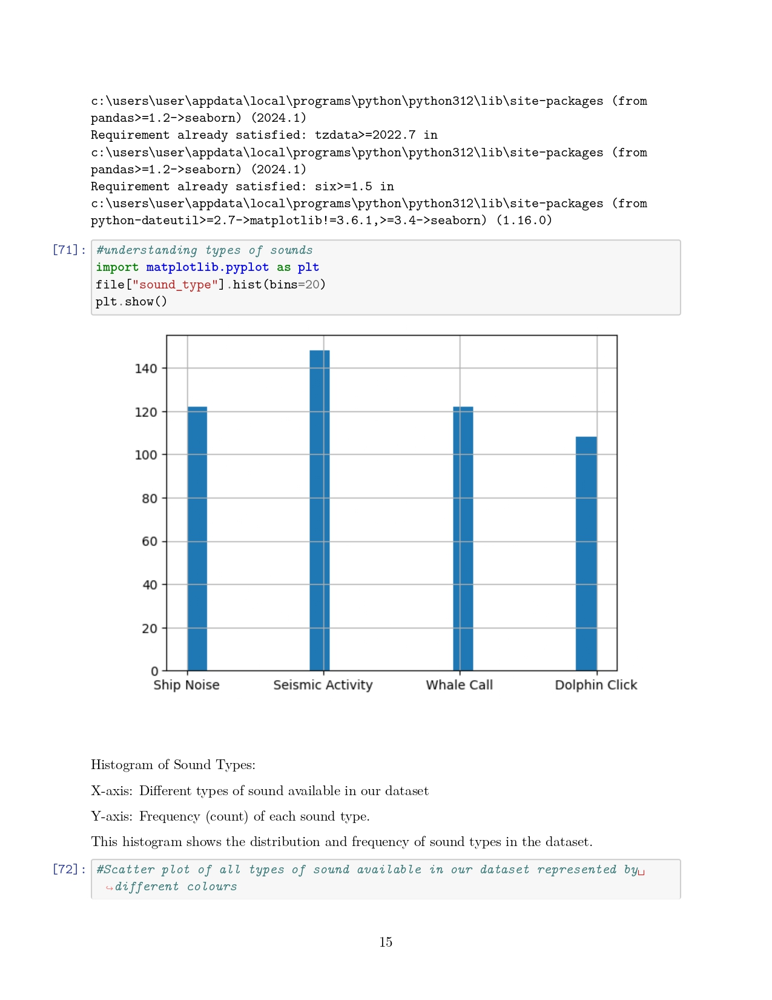 c:\users\user\appdata\local\programs\python\python312\lib\site-packages (from
pandas>=1.2->seaborn) (2024.1)
Requirement already satisfied: tzdata>=2022.7 in
c:\users\user\appdata\local\programs\python\python312\lib\site-packages (from
pandas>=1.2->seaborn) (2024.1)
Requirement already satisfied: six>=1.5 in
c:\users\user\appdata\local\programs\python\python312\lib\site-packages (from
python-dateutil>=2.7->matplotlib!=3.6.1,>=3.4->seaborn) (1.16.0)
[71]: #understanding types of sounds
import matplotlib.pyplot as plt
file["sound_type"].hist(bins=20)
plt.show()
140
120
100
80
60
40
20
0
Ship Noise Seismic Activity Whale Call Dolphin Click
Histogram of Sound Types:
X-axis: Different types of sound available in our dataset
Y-axis: Frequency (count) of each sound type.
This histogram shows the distribution and frequency of sound types in the dataset.
[72]: #Scatter plot of all types of sound available in our dataset represented by␣
↪different colours
15